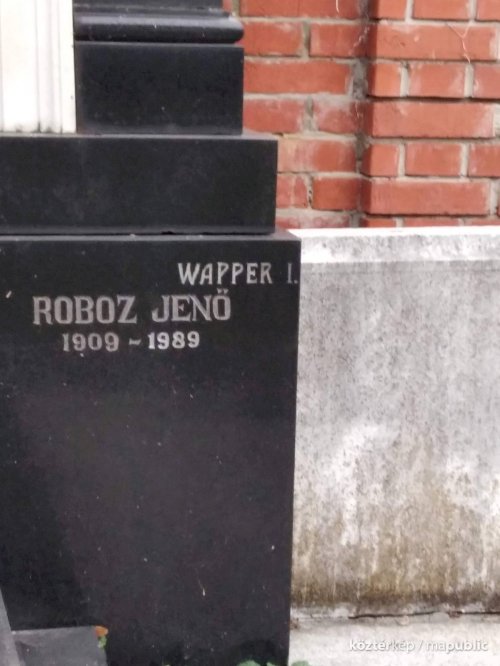 WAPPER I.
ROBOZ JENŐ
1909 - 1989
köztérkép / mapublic